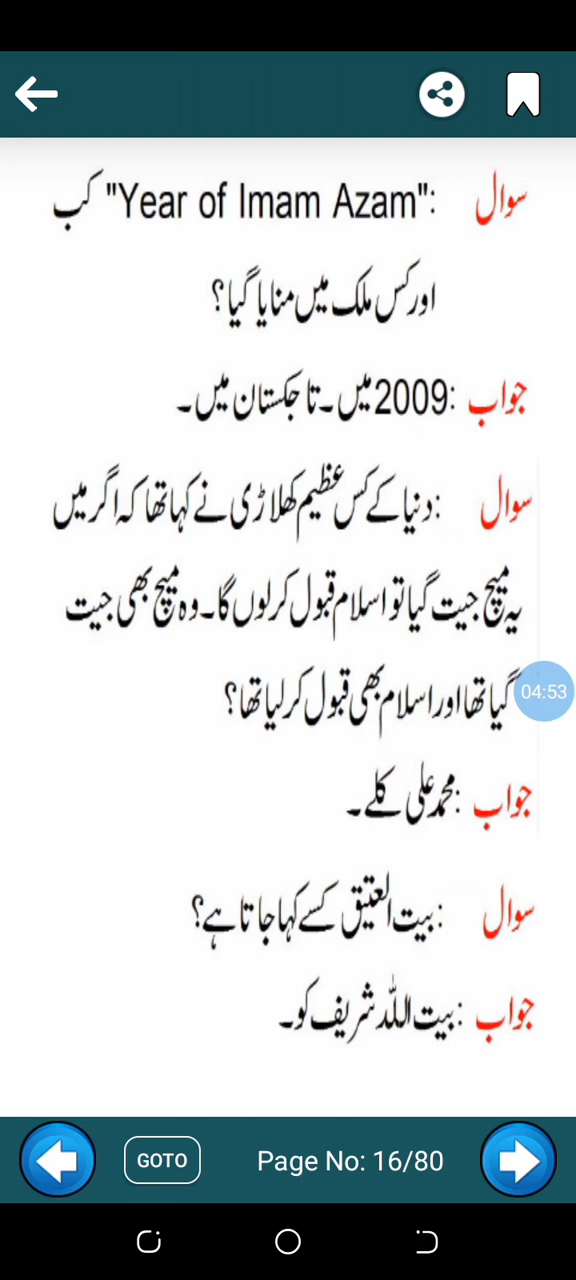 سوال :"Year of Imam Azam" کب
اور کس ملک میں منایا گیا؟
جواب :2009 میں۔تاجکستان میں۔
سوال :دنیا کے کس عظیم کھلاڑی نے کہا تھا کہ اگر میں
یہ میچ جیت گیا تو اسلام قبول کرلوں گا۔وہ میچ بھی جیت
گیا تھا اور اسلام بھی قبول کر لیا تھا؟
04:53
جواب :محمد علی کلے۔
سوال :بیت العتیق کسے کہا جاتا ہے؟
جواب :بیت اللہ شریف کو۔
GOTO Page No: 16/80